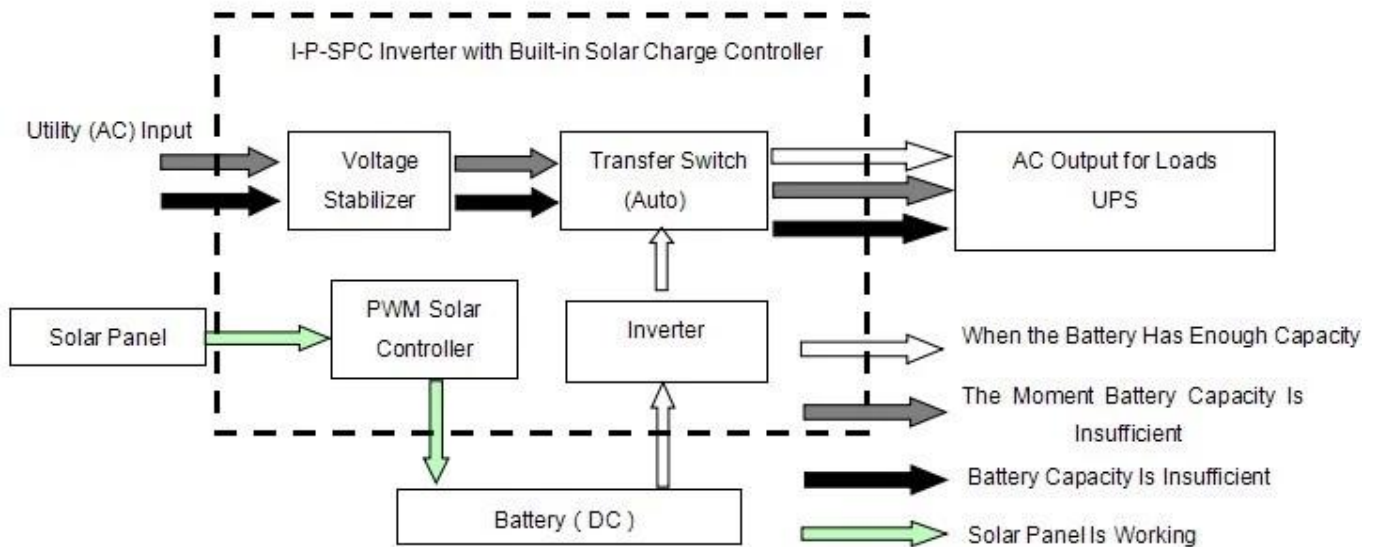 I-P-SPC Inverter with Built-in Solar Charge Controller
Utility (AC) Input
Voltage
Stabilizer
Transfer Switch
(Auto)
AC Output for Loads
UPS
Solar Panel
PWM Solar
Controller
Inverter
Battery ( DC )
When the Battery Has Enough Capacity
The Moment Battery Capacity Is
Insufficient
Battery Capacity Is Insufficient
Solar Panel Is Working